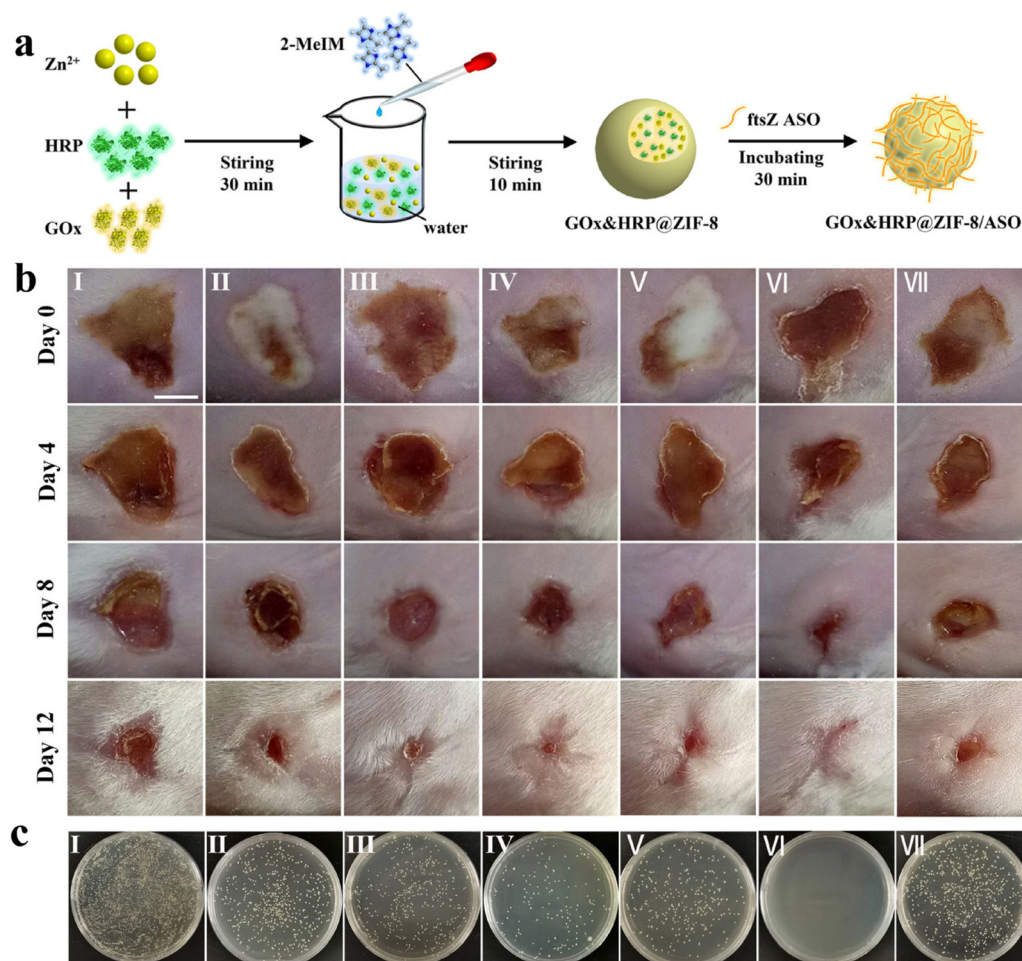 a
Zn²⁺
+
HRP
+
GOx
Stiring
30 min
2-MeIM
water
Stiring
10 min
GOx&HRP@ZIF-8
ftsZ ASO
Incubating
30 min
GOx&HRP@ZIF-8/ASO
b
I II III IV V VI VII
Day 0
Day 4
Day 8
Day 12
c
I II III IV V VI VII